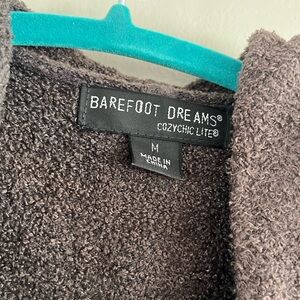 BAREFOOT DREAMS®
COZYCHIC LITE®
M
MADE IN
CHINA